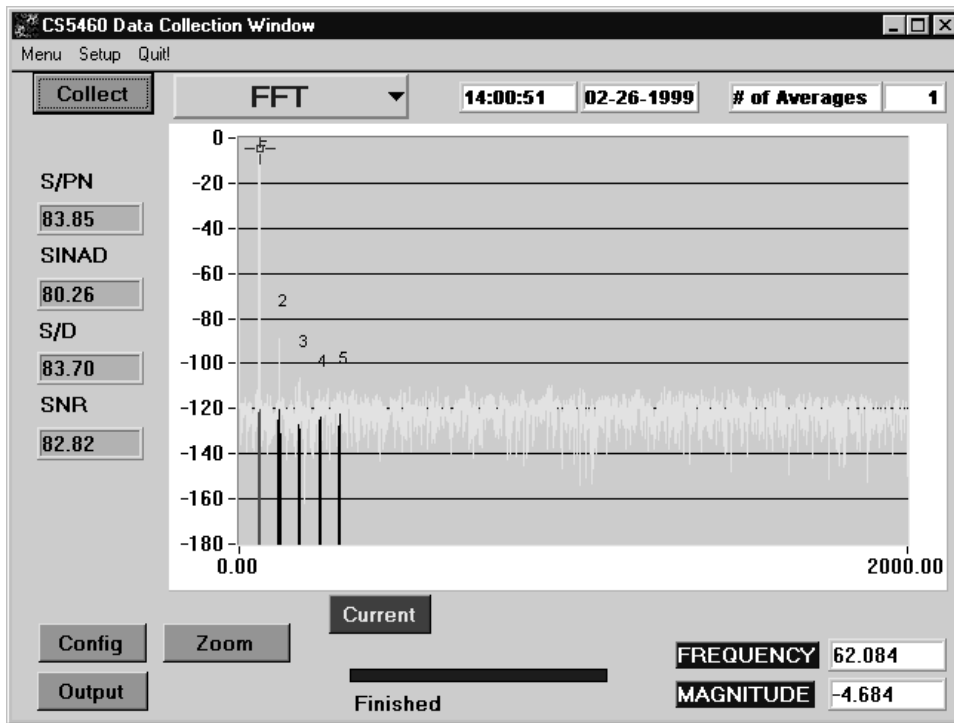 CS5460 Data Collection Window
Menu Setup Quit!
Collect FFT 14:00:51 02-26-1999 # of Averages 1
S/PN
83.85
SINAD
80.26
S/D
83.70
SNR
82.82
0
-20
-40
-60
-80
-100
-120
-140
-160
-180
2
3
4
5
0.00 2000.00
Current
Config Zoom
Output
Finished
FREQUENCY 62.084
MAGNITUDE -4.684